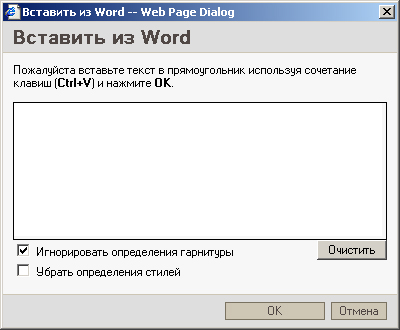 Вставить из Word -- Web Page Dialog
Вставить из Word
Пожалуйста вставьте текст в прямоугольник используя сочетание
клавиш (Ctrl+V) и нажмите OK.
Игнорировать определения гарнитуры
Очистить
Убрать определения стилей
OK
Отмена